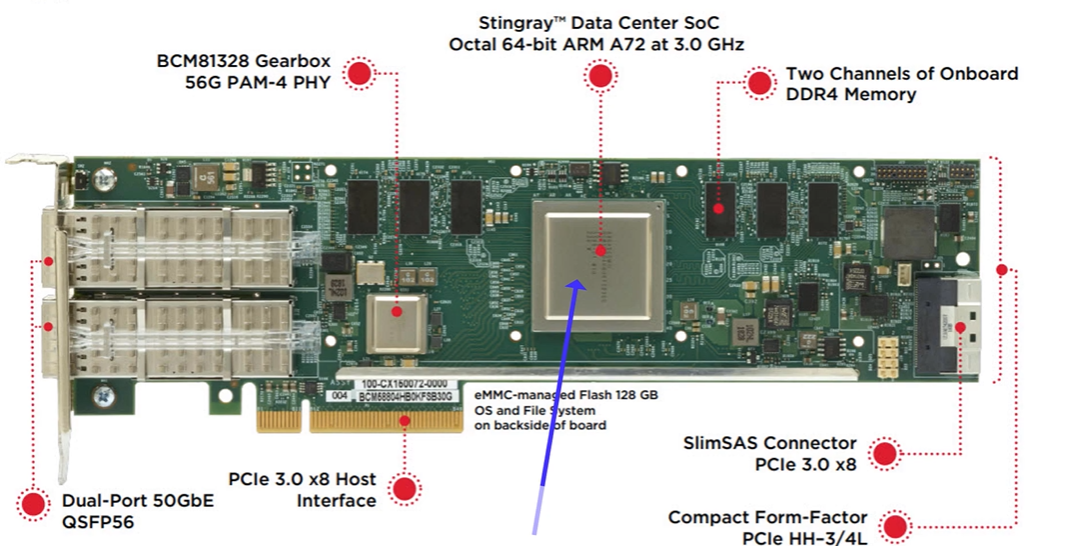 Stingray™ Data Center SoC
Octal 64-bit ARM A72 at 3.0 GHz
BCM81328 Gearbox
56G PAM-4 PHY
Two Channels of Onboard
DDR4 Memory
100-CX160072-0000
004
BCM58804HB0KFSB30G
eMMC-managed Flash 128 GB
OS and File System
on backside of board
PCIe 3.0 x8 Host
Interface
Dual-Port 50GbE
QSFP56
SlimSAS Connector
PCIe 3.0 x8
Compact Form-Factor
PCIe HH-3/4L